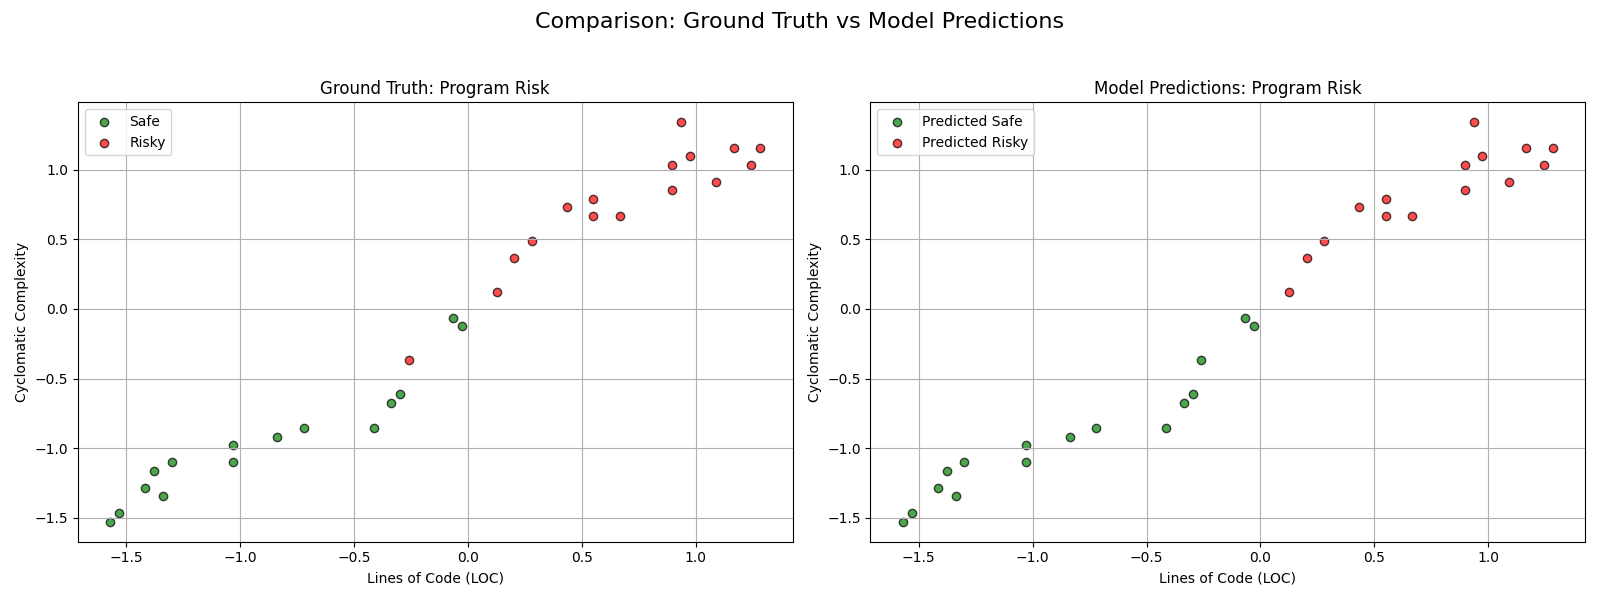 Comparison: Ground Truth vs Model Predictions
Ground Truth: Program Risk
Safe
Risky
1.0
0.5
0.0
−0.5
−1.0
−1.5
Cyclomatic Complexity
−1.5 −1.0 −0.5 0.0 0.5 1.0
Lines of Code (LOC)
Model Predictions: Program Risk
Predicted Safe
Predicted Risky
1.0
0.5
0.0
−0.5
−1.0
−1.5
Cyclomatic Complexity
−1.5 −1.0 −0.5 0.0 0.5 1.0
Lines of Code (LOC)